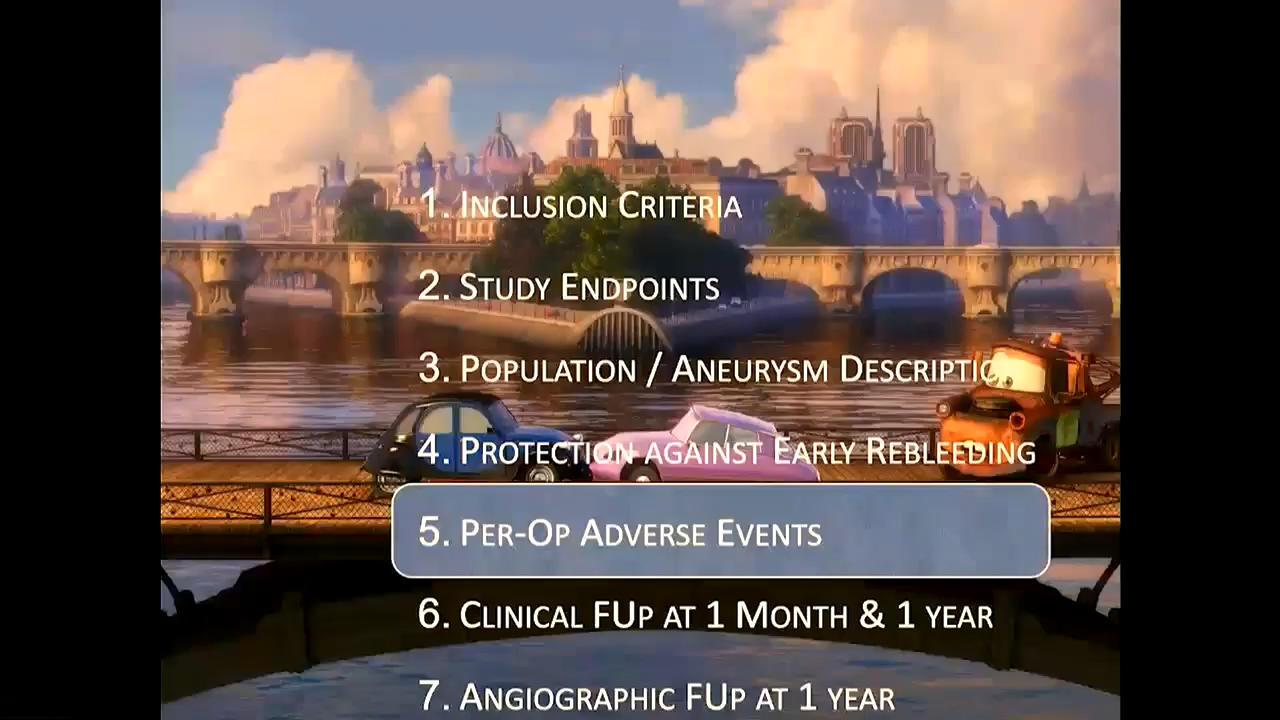 1. Inclusion Criteria
2. Study Endpoints
3. Population / Aneurysm Descriptio
4. Protection against Early Rebleeding
5. Per-Op Adverse Events
6. Clinical FUp at 1 Month & 1 year
7. Angiographic FUp at 1 year